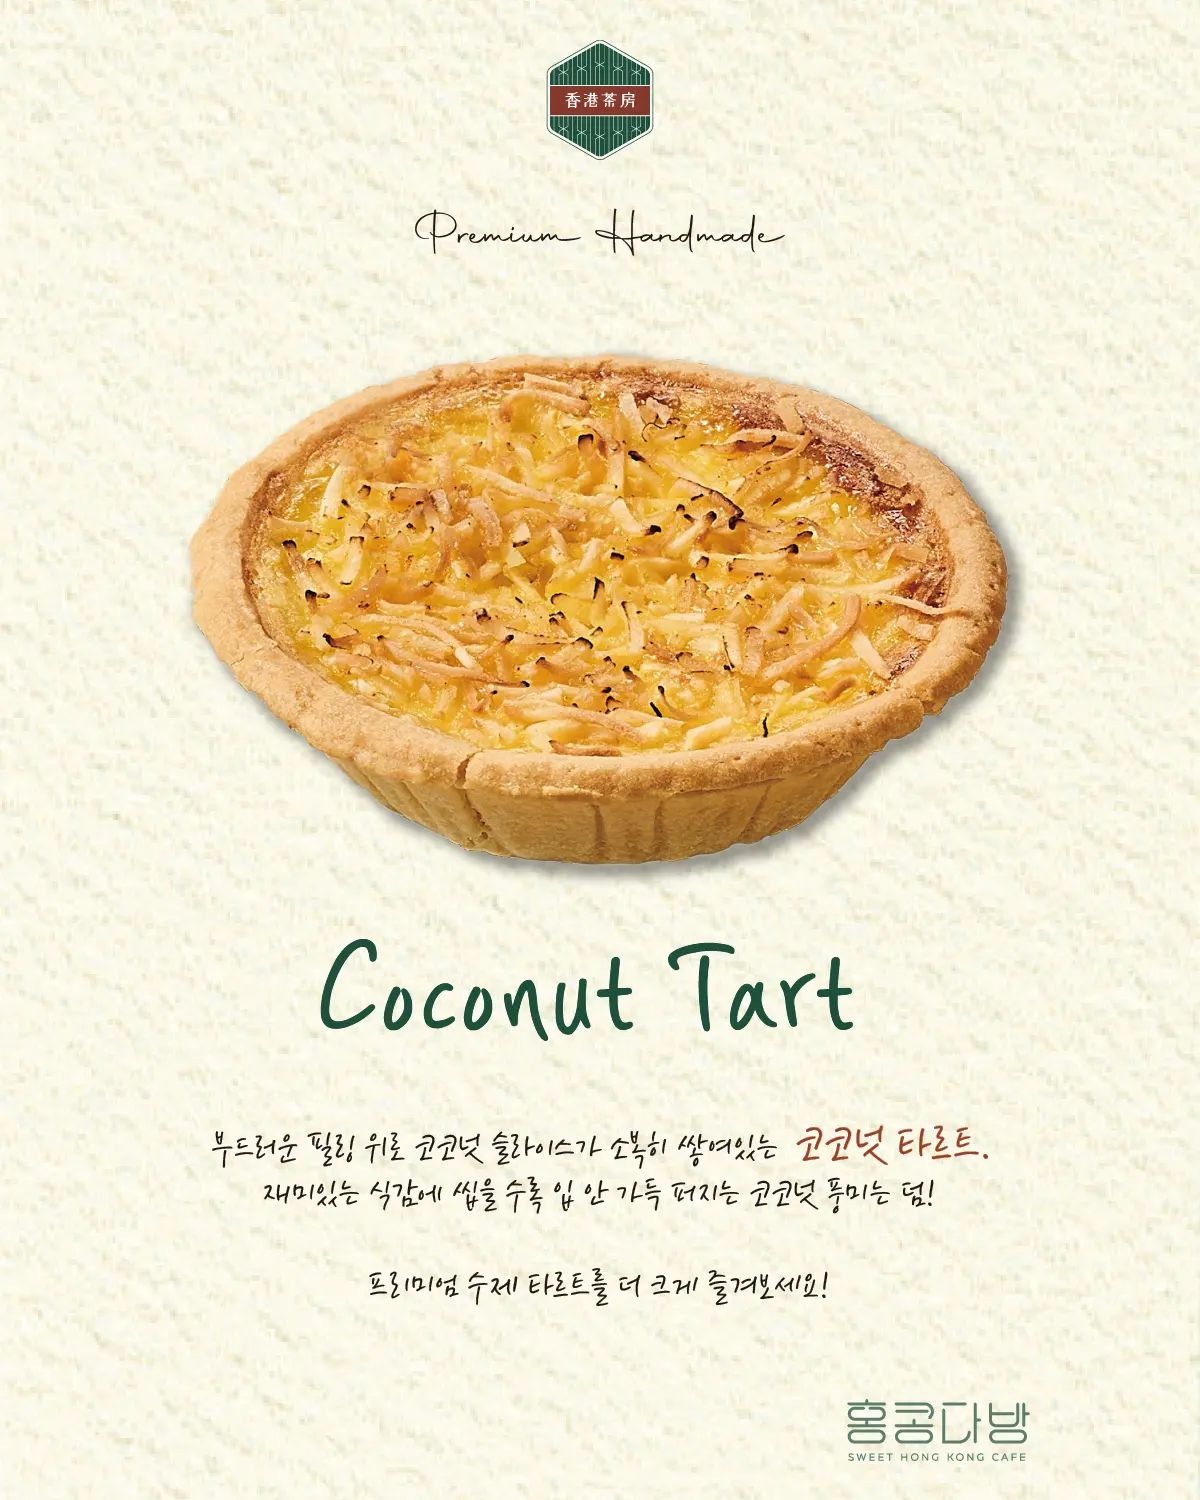 香港茶房
Premium Handmade
Coconut Tart
부드러운 필링 위로 코코넛 슬라이스가 소복히 쌓여있는 코코넛 타르트.
재미있는 식감에 씹을 수록 입 안 가득 퍼지는 코코넛 풍미는 덤!
프리미엄 수제 타르트를 더 크게 즐겨보세요!
홍콩다방
SWEET HONG KONG CAFE